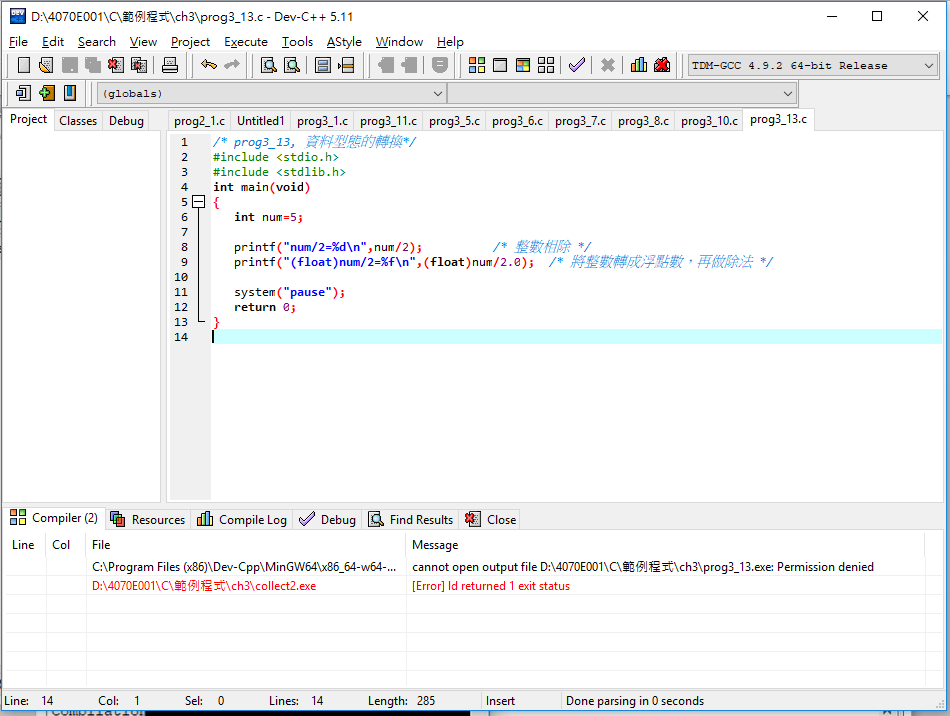 D:\4070E001\C\範例程式\ch3\prog3_13.c - Dev-C++ 5.11
File Edit Search View Project Execute Tools AStyle Window Help
TDM-GCC 4.9.2 64-bit Release
(globals)
Project Classes Debug
prog2_1.c Untitled1 prog3_1.c prog3_11.c prog3_5.c prog3_6.c prog3_7.c prog3_8.c prog3_10.c prog3_13.c
1 /* prog3_13, 資料型態的轉換*/
2 #include <stdio.h>
3 #include <stdlib.h>
4 int main(void)
5 {
6 int num=5;
7
8 printf("num/2=%d\n",num/2); /* 整數相除 */
9 printf("(float)num/2=%f\n",(float)num/2.0); /* 將整數轉成浮點數，再做除法 */
10
11 system("pause");
12 return 0;
13 }
14
Compiler (2) Resources Compile Log Debug Find Results Close
Line Col File Message
C:\Program Files (x86)\Dev-Cpp\MinGW64\x86_64-w64-... cannot open output file D:\4070E001\C\範例程式\ch3\prog3_13.exe: Permission denied
D:\4070E001\C\範例程式\ch3\collect2.exe [Error] ld returned 1 exit status
Line: 14 Col: 1 Sel: 0 Lines: 14 Length: 285 Insert Done parsing in 0 seconds